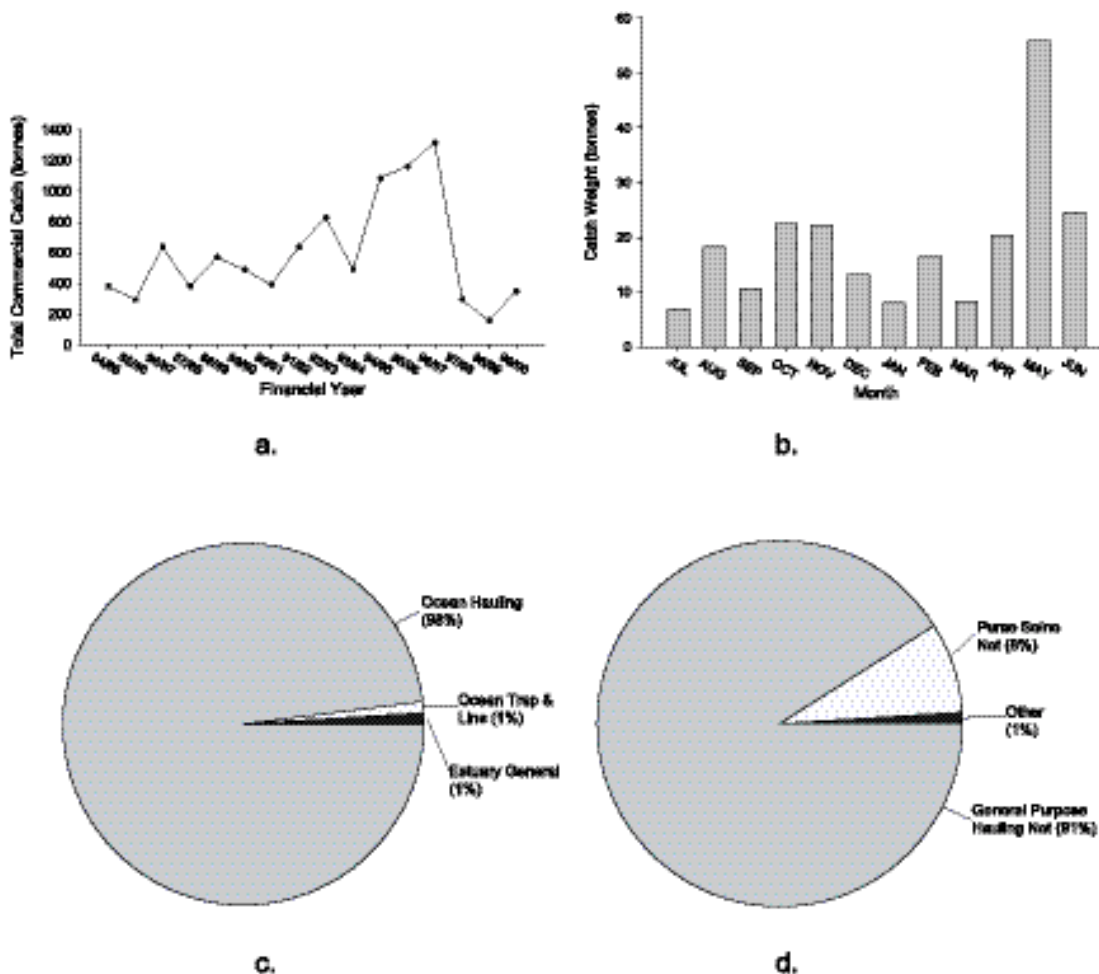 Total Commercial Catch (tonnes)
1400
1200
1000
800
600
400
200
0
Financial Year
a.
Catch Weight (tonnes)
60
50
40
30
20
10
0
JUL AUG SEP OCT NOV DEC JAN FEB MAR APR MAY JUN
Month
b.
Ocean Hauling
(98%)
Ocean Trap &
Line (1%)
Estuary General
(1%)
c.
Purse Seine
Net (8%)
Other
(1%)
General Purpose
Hauling Net (91%)
d.